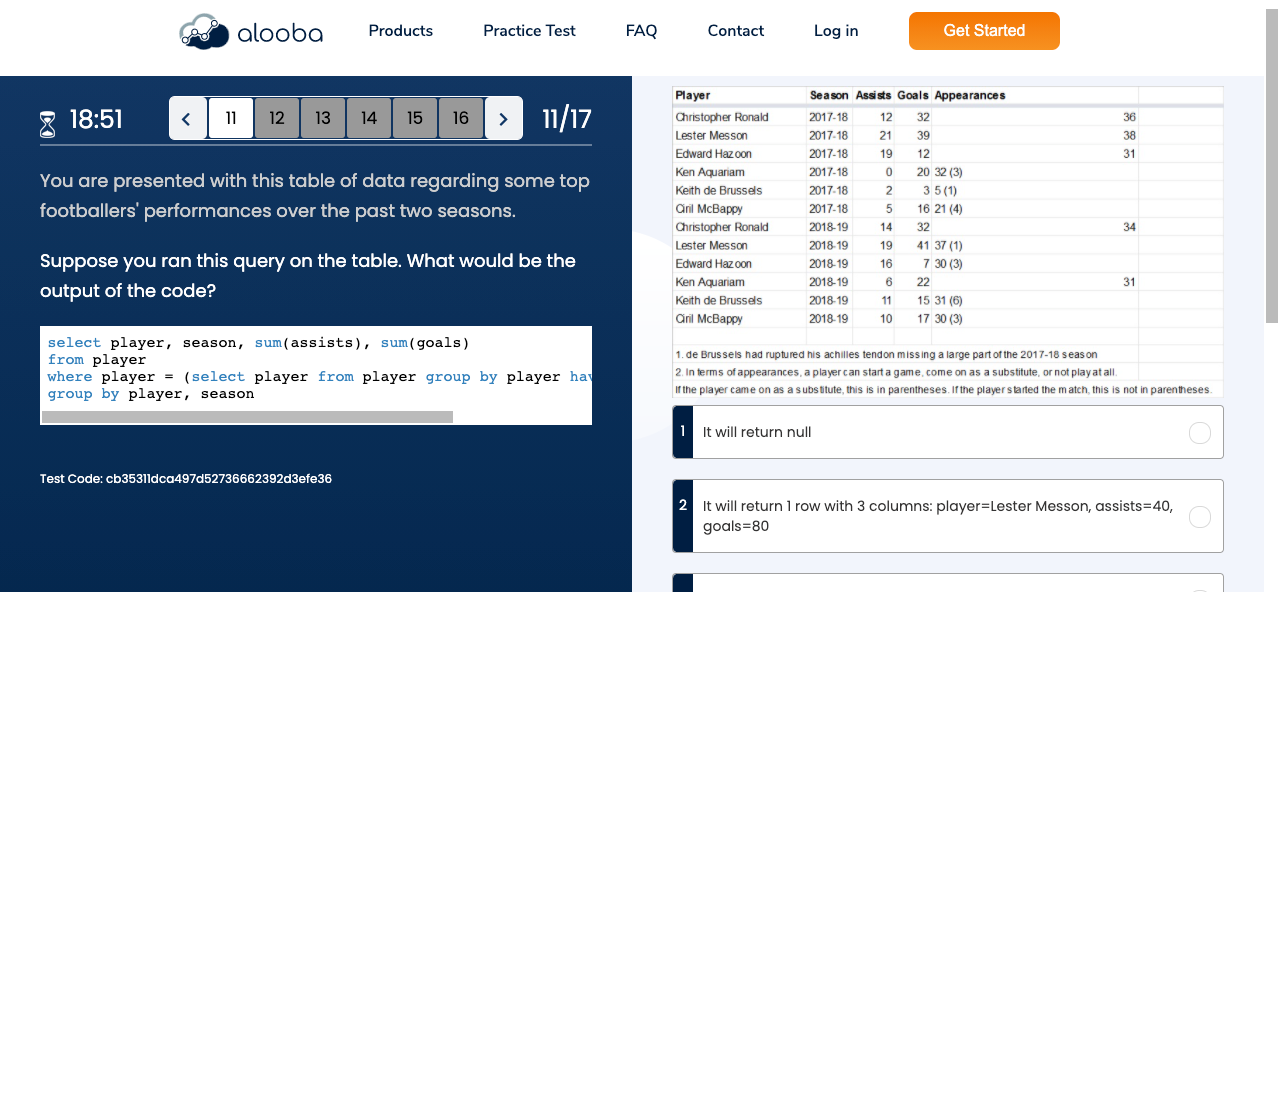 alooba
Products
Practice Test
FAQ
Contact
Log in
Get Started
18:51
11
12
13
14
15
16
11/17
You are presented with this table of data regarding some top
footballers' performances over the past two seasons.
Suppose you ran this query on the table. What would be the
output of the code?
select player, season, sum(assists), sum(goals)
from player
where player = (select player from player group by player hav
group by player, season
Test Code: cb35311dca497d52736662392d3efe36
Player Season Assists Goals Appearances
Christopher Ronald 2017-18 12 32 36
Lester Messon 2017-18 21 39 38
Edward Hazoon 2017-18 19 12 31
Ken Aquariam 2017-18 0 20 32 (3)
Keith de Brussels 2017-18 2 3 5 (1)
Ciril McBappy 2017-18 5 16 21 (4)
Christopher Ronald 2018-19 14 32 34
Lester Messon 2018-19 19 41 37 (1)
Edward Hazoon 2018-19 16 7 30 (3)
Ken Aquariam 2018-19 6 22 31
Keith de Brussels 2018-19 11 15 31 (6)
Ciril McBappy 2018-19 10 17 30 (3)
1. de Brussels had ruptured his achilles tendon missing a large part of the 2017-18 season
2. In terms of appearances, a player can start a game, come on as a substitute, or not play at all.
If the player came on as a substitute, this is in parentheses. If the player started the match, this is not in parentheses.
1 It will return null
2 It will return 1 row with 3 columns: player=Lester Messon, assists=40,
goals=80